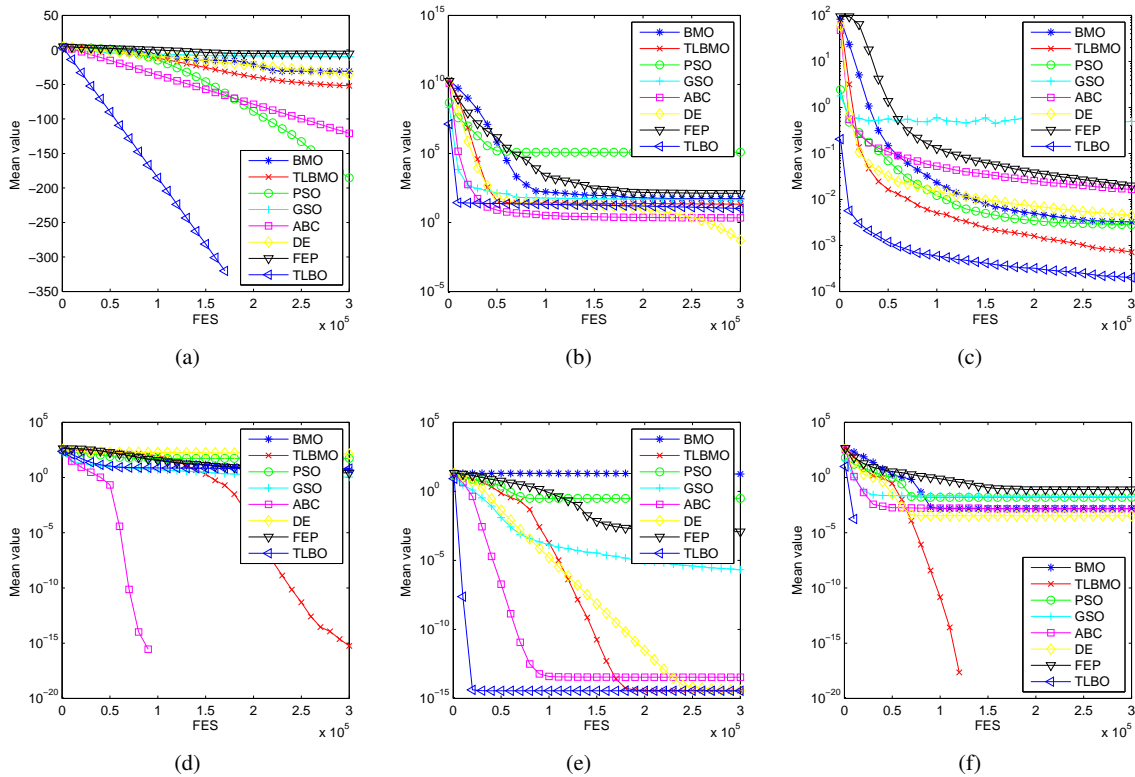 50
0
−50
−100
−150
−200
−250
−300
−350
Mean value
0 0.5 1 1.5 2 2.5 3
FES
x 10^5
BMO
TLBMO
PSO
GSO
ABC
DE
FEP
TLBO
(a)
10^15
10^10
10^5
10^0
10^−5
Mean value
0 0.5 1 1.5 2 2.5 3
FES
x 10^5
BMO
TLBMO
PSO
GSO
ABC
DE
FEP
TLBO
(b)
10^2
10^1
10^0
10^−1
10^−2
10^−3
10^−4
Mean value
0 0.5 1 1.5 2 2.5 3
FES
x 10^5
BMO
TLBMO
PSO
GSO
ABC
DE
FEP
TLBO
(c)
10^5
10^0
10^−5
10^−10
10^−15
10^−20
Mean value
0 0.5 1 1.5 2 2.5 3
FES
x 10^5
BMO
TLBMO
PSO
GSO
ABC
DE
FEP
TLBO
(d)
10^5
10^0
10^−5
10^−10
10^−15
Mean value
0 0.5 1 1.5 2 2.5 3
FES
x 10^5
BMO
TLBMO
PSO
GSO
ABC
DE
FEP
TLBO
(e)
10^5
10^0
10^−5
10^−10
10^−15
10^−20
Mean value
0 0.5 1 1.5 2 2.5 3
FES
x 10^5
BMO
TLBMO
PSO
GSO
ABC
DE
FEP
TLBO
(f)